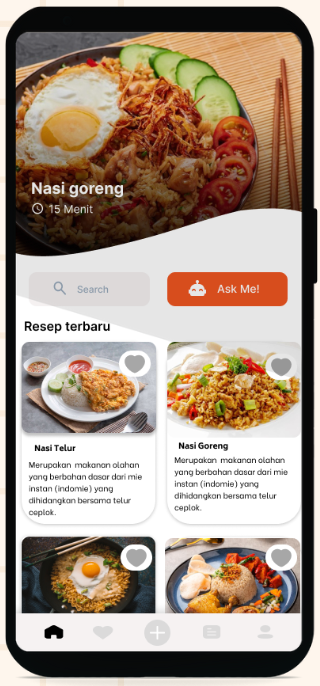 Nasi goreng
15 Menit
Search
Ask Me!
Resep terbaru
Nasi Telur
Merupakan makanan olahan
yang berbahan dasar dari mie
instan (indomie) yang
dihidangkan bersama telur
ceplok.
Nasi Goreng
Merupakan makanan olahan
yang berbahan dasar dari mie
instan (indomie) yang
dihidangkan bersama telur
ceplok.